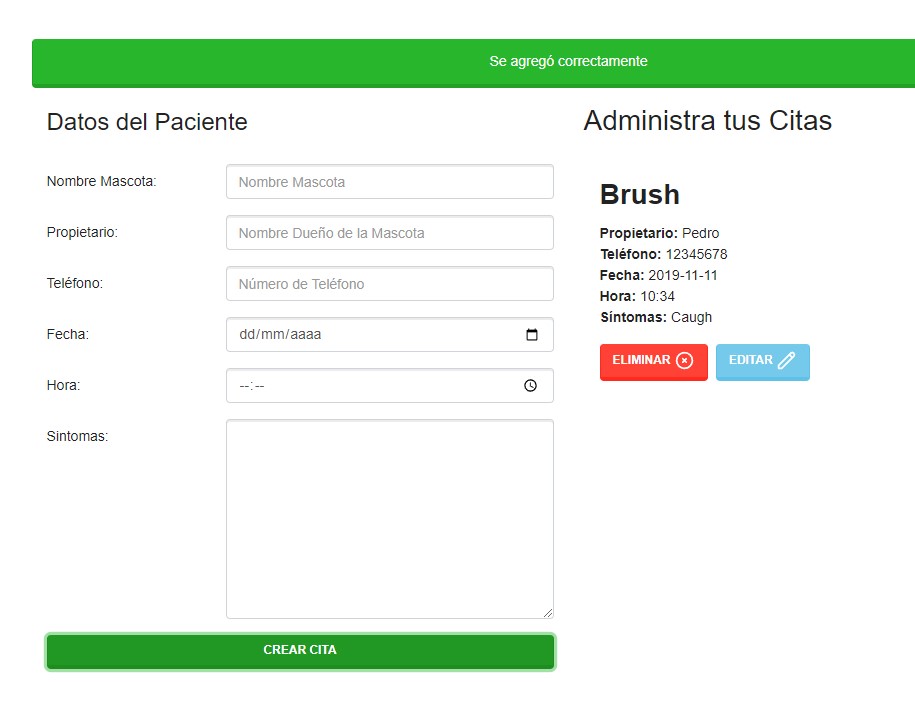 Se agregó correctamente
Datos del Paciente
Nombre Mascota:
Nombre Mascota
Propietario:
Nombre Dueño de la Mascota
Teléfono:
Número de Teléfono
Fecha:
dd/mm/aaaa
Hora:
--:--
Sintomas:
CREAR CITA
Administra tus Citas
Brush
Propietario: Pedro
Teléfono: 12345678
Fecha: 2019-11-11
Hora: 10:34
Síntomas: Caugh
ELIMINAR
EDITAR